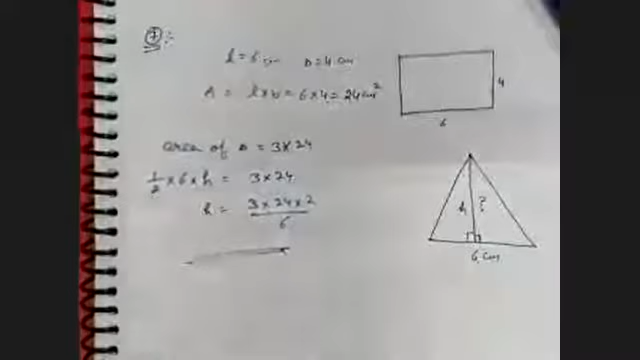 7:-
l = 6 cm b = 4 cm
A = l × b = 6 × 4 = 24 cm²
4
6
area of Δ = 3 × 24
1/2 × 6 × h = 3 × 24
h = 3 × 24 × 2 / 6
h ?
6 cm